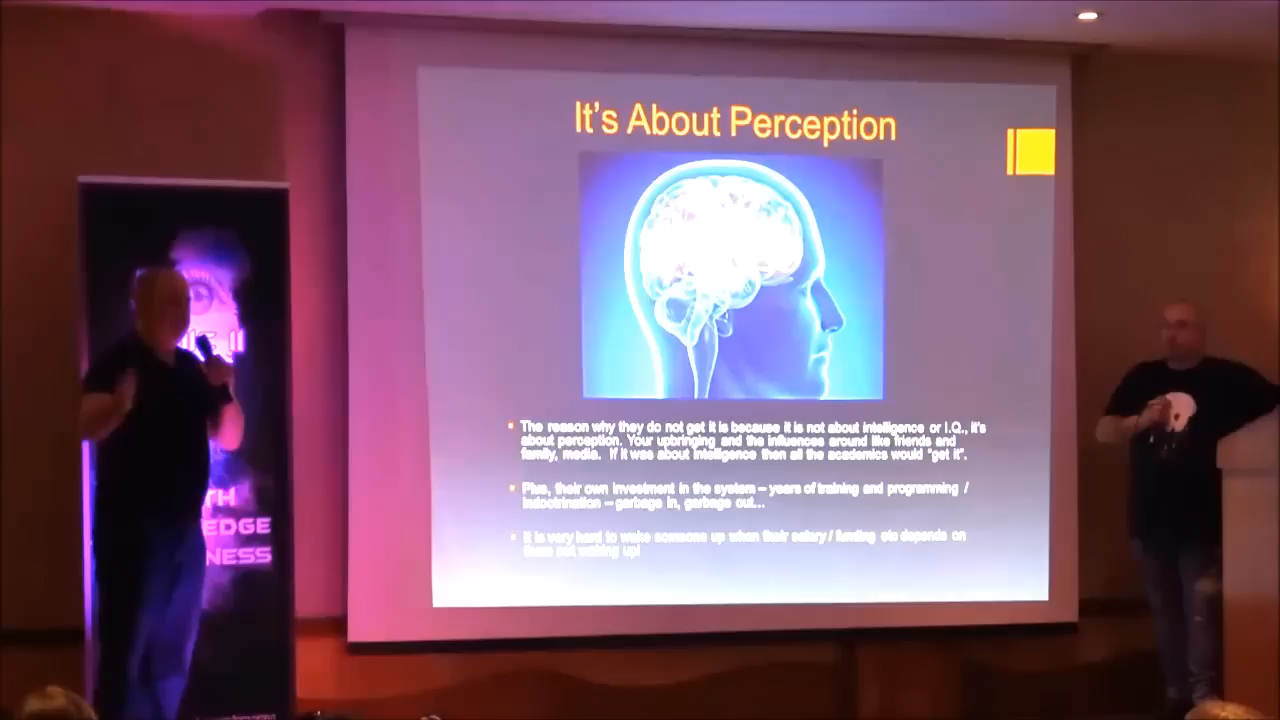 It's About Perception
The reason why they do not get it is because it is not about intelligence or I.Q., it's
about perception. Your upbringing and the influences around like friends and
family, media. If it was about intelligence then all the academics would "get it".
Plus, their own investment in the system – years of training and programming /
indoctrination – garbage in, garbage out...
It is very hard to wake someone up when their salary / funding etc depends on
them not waking up!
TH
EDGE
NESS